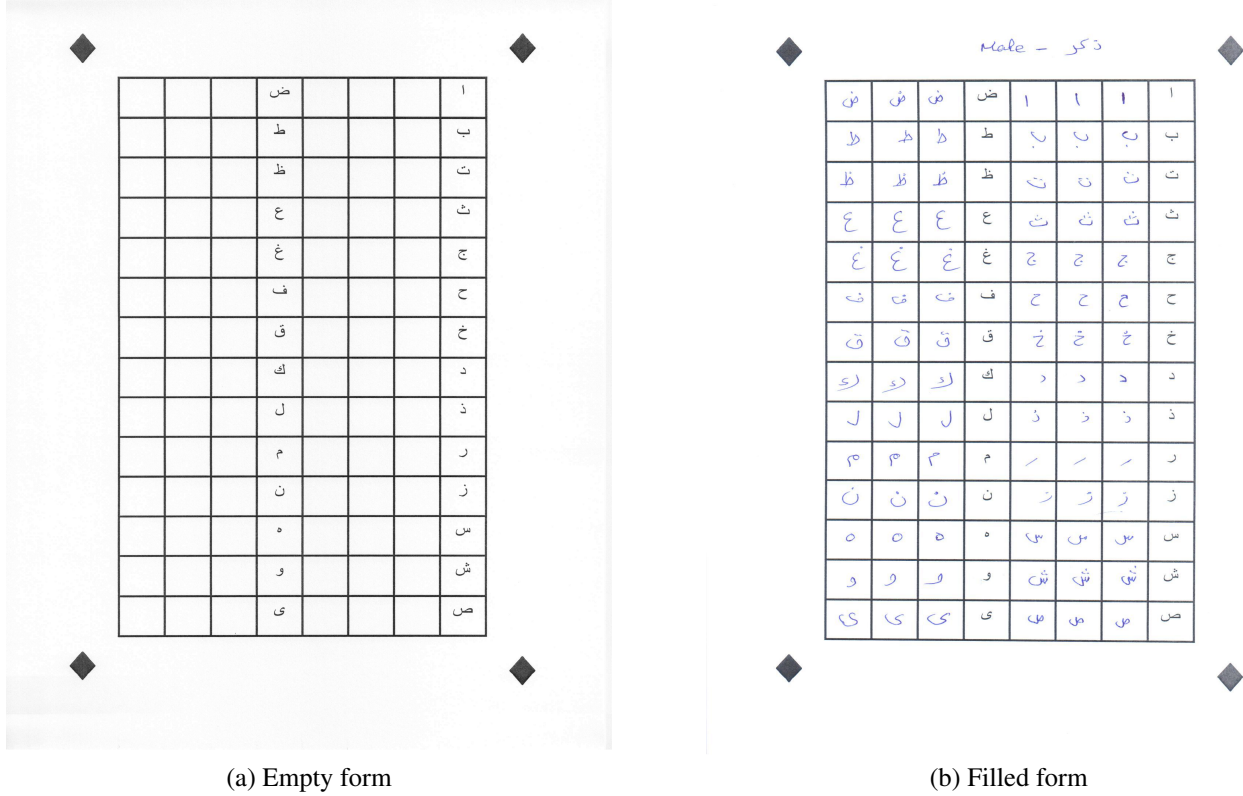 ا ض
ب ط
ت ظ
ث ع
ج غ
ح ف
خ ق
د ك
ذ ل
ر م
ز ن
س ه
ش و
ص ى
(a) Empty form
Male - ذكر
ا ا ا ا ض ض ض ض
ب ب ب ب ط ط ط ط
ت ت ت ت ظ ظ ظ ظ
ث ث ث ث ع ع ع ع
ج ج ج ج غ غ غ غ
ح ح ح ح ف ف ف ف
خ خ خ خ ق ق ق ق
د د د د ك ك ك ك
ذ ذ ذ ذ ل ل ل ل
ر ر ر ر م م م م
ز ز ز ز ن ن ن ن
س س س س ه ه ه ه
ش ش ش ش و و و و
ص ص ص ص ى ى ى ى
(b) Filled form